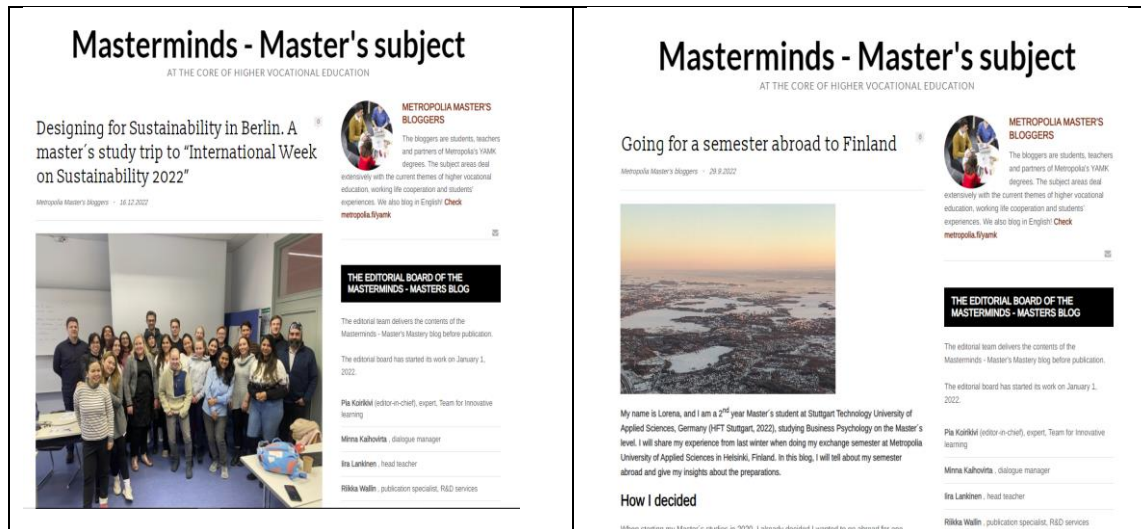 Masterminds - Master's subject
AT THE CORE OF HIGHER VOCATIONAL EDUCATION
Designing for Sustainability in Berlin. A
master´s study trip to “International Week
on Sustainability 2022”
Metropolia Master's bloggers • 16.12.2022
METROPOLIA MASTER'S
BLOGGERS
The bloggers are students, teachers
and partners of Metropolia's YAMK
degrees. The subject areas deal
extensively with the current themes of higher vocational
education, working life cooperation and students'
experiences. We also blog in English! Check
metropolia.fi/yamk
THE EDITORIAL BOARD OF THE
MASTERMINDS - MASTERS BLOG
The editorial team delivers the contents of the
Masterminds - Master's Mastery blog before publication.
The editorial board has started its work on January 1,
2022.
Pia Koirikivi (editor-in-chief), expert, Team for Innovative
learning
Minna Kaihovirta , dialogue manager
Iira Lankinen , head teacher
Riikka Wallin , publication specialist, R&D services
Masterminds - Master's subject
AT THE CORE OF HIGHER VOCATIONAL EDUCATION
Going for a semester abroad to Finland
Metropolia Master's bloggers • 29.9.2022
My name is Lorena, and I am a 2nd year Master´s student at Stuttgart Technology University of
Applied Sciences, Germany (HFT Stuttgart, 2022), studying Business Psychology on the Master´s
level. I will share my experience from last winter when doing my exchange semester at Metropolia
University of Applied Sciences in Helsinki, Finland. In this blog, I will tell about my semester
abroad and give my insights about the preparations.
How I decided
METROPOLIA MASTER'S
BLOGGERS
The bloggers are students, teachers
and partners of Metropolia's YAMK
degrees. The subject areas deal
extensively with the current themes of higher vocational
education, working life cooperation and students'
experiences. We also blog in English! Check
metropolia.fi/yamk
THE EDITORIAL BOARD OF THE
MASTERMINDS - MASTERS BLOG
The editorial team delivers the contents of the
Masterminds - Master's Mastery blog before publication.
The editorial board has started its work on January 1,
2022.
Pia Koirikivi (editor-in-chief), expert, Team for Innovative
learning
Minna Kaihovirta , dialogue manager
Iira Lankinen , head teacher
Riikka Wallin , publication specialist, R&D services